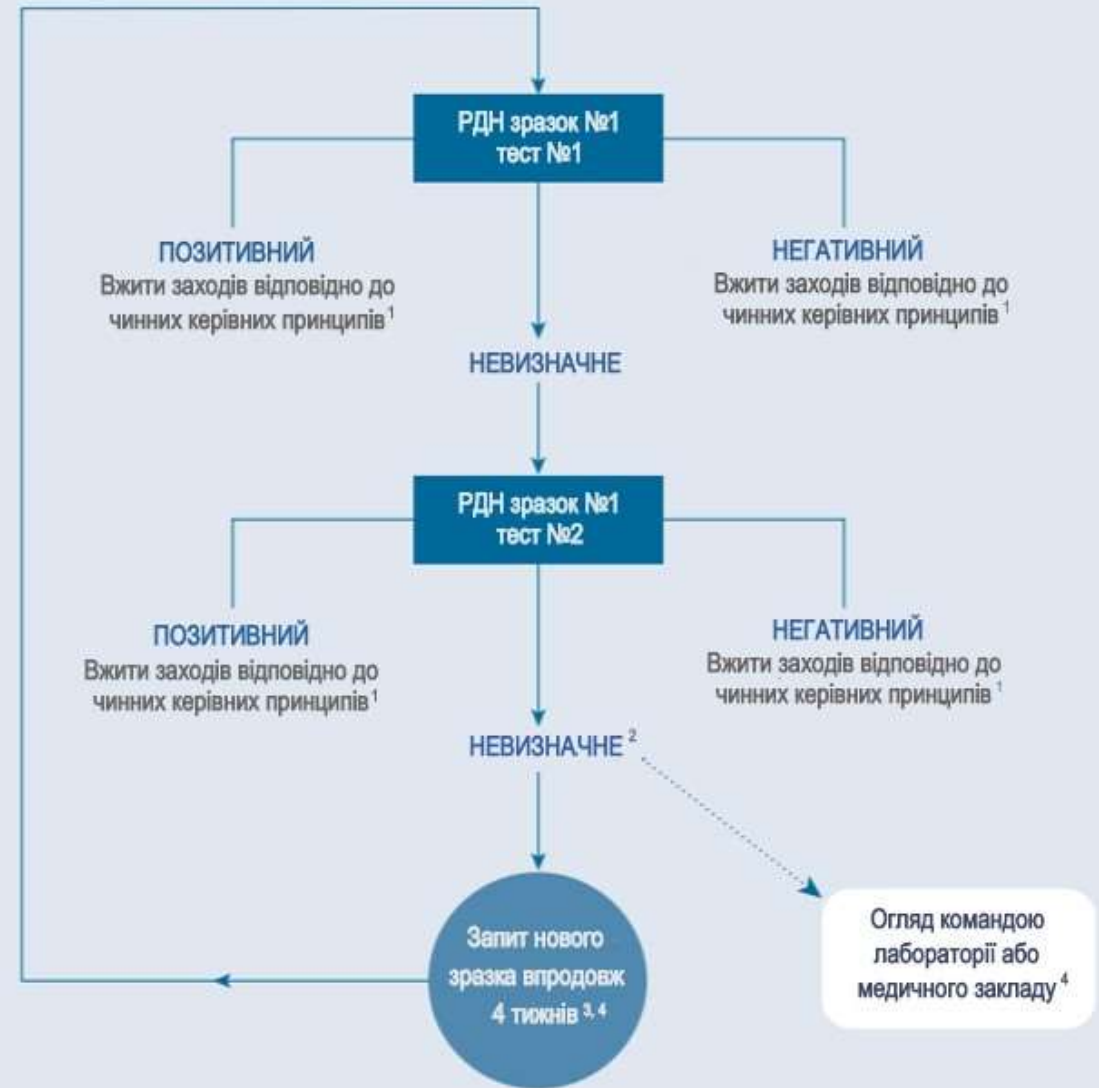 РДН зразок №1
тест №1
ПОЗИТИВНИЙ
Вжити заходів відповідно до
чинних керівних принципів 1
НЕГАТИВНИЙ
Вжити заходів відповідно до
чинних керівних принципів 1
НЕВИЗНАЧНЕ
РДН зразок №1
тест №2
ПОЗИТИВНИЙ
Вжити заходів відповідно до
чинних керівних принципів 1
НЕГАТИВНИЙ
Вжити заходів відповідно до
чинних керівних принципів 1
НЕВИЗНАЧНЕ 2
Запит нового
зразка впродовж
4 тижнів 3, 4
Огляд командою
лабораторії або
медичного закладу 4